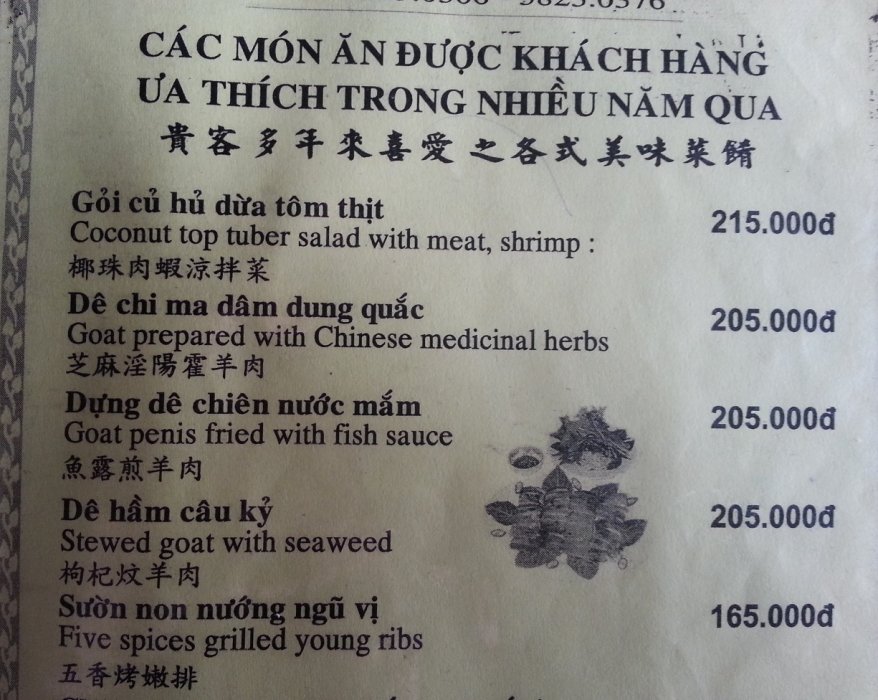 CÁC MÓN ĂN ĐƯỢC KHÁCH HÀNG
ƯA THÍCH TRONG NHIỀU NĂM QUA
貴客多年來喜愛之各式美味菜餚
Gỏi củ hủ dừa tôm thịt
Coconut top tuber salad with meat, shrimp :
215.000đ
椰珠肉蝦涼拌菜
Dê chi ma dâm dung quắc
Goat prepared with Chinese medicinal herbs
205.000đ
芝麻淫陽霍羊肉
Dựng dê chiên nước mắm
Goat penis fried with fish sauce
205.000đ
魚露煎羊肉
Dê hầm câu kỷ
Stewed goat with seaweed
205.000đ
枸杞炆羊肉
Sườn non nướng ngũ vị
Five spices grilled young ribs
165.000đ
五香烤嫩排